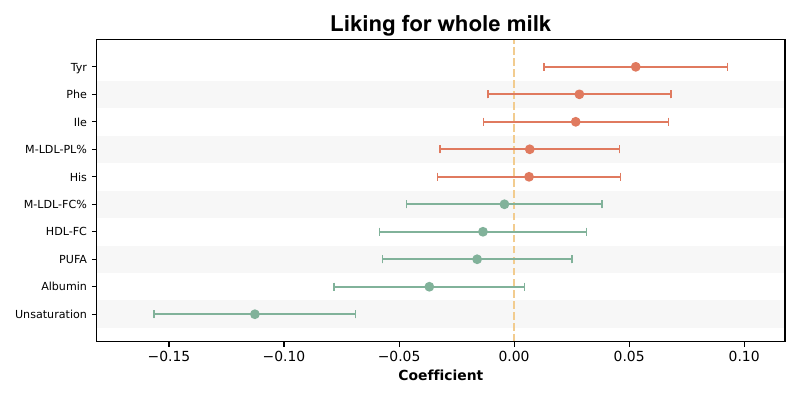 Liking for whole milk
Tyr
Phe
Ile
M-LDL-PL%
His
M-LDL-FC%
HDL-FC
PUFA
Albumin
Unsaturation
−0.15 −0.10 −0.05 0.00 0.05 0.10
Coefficient